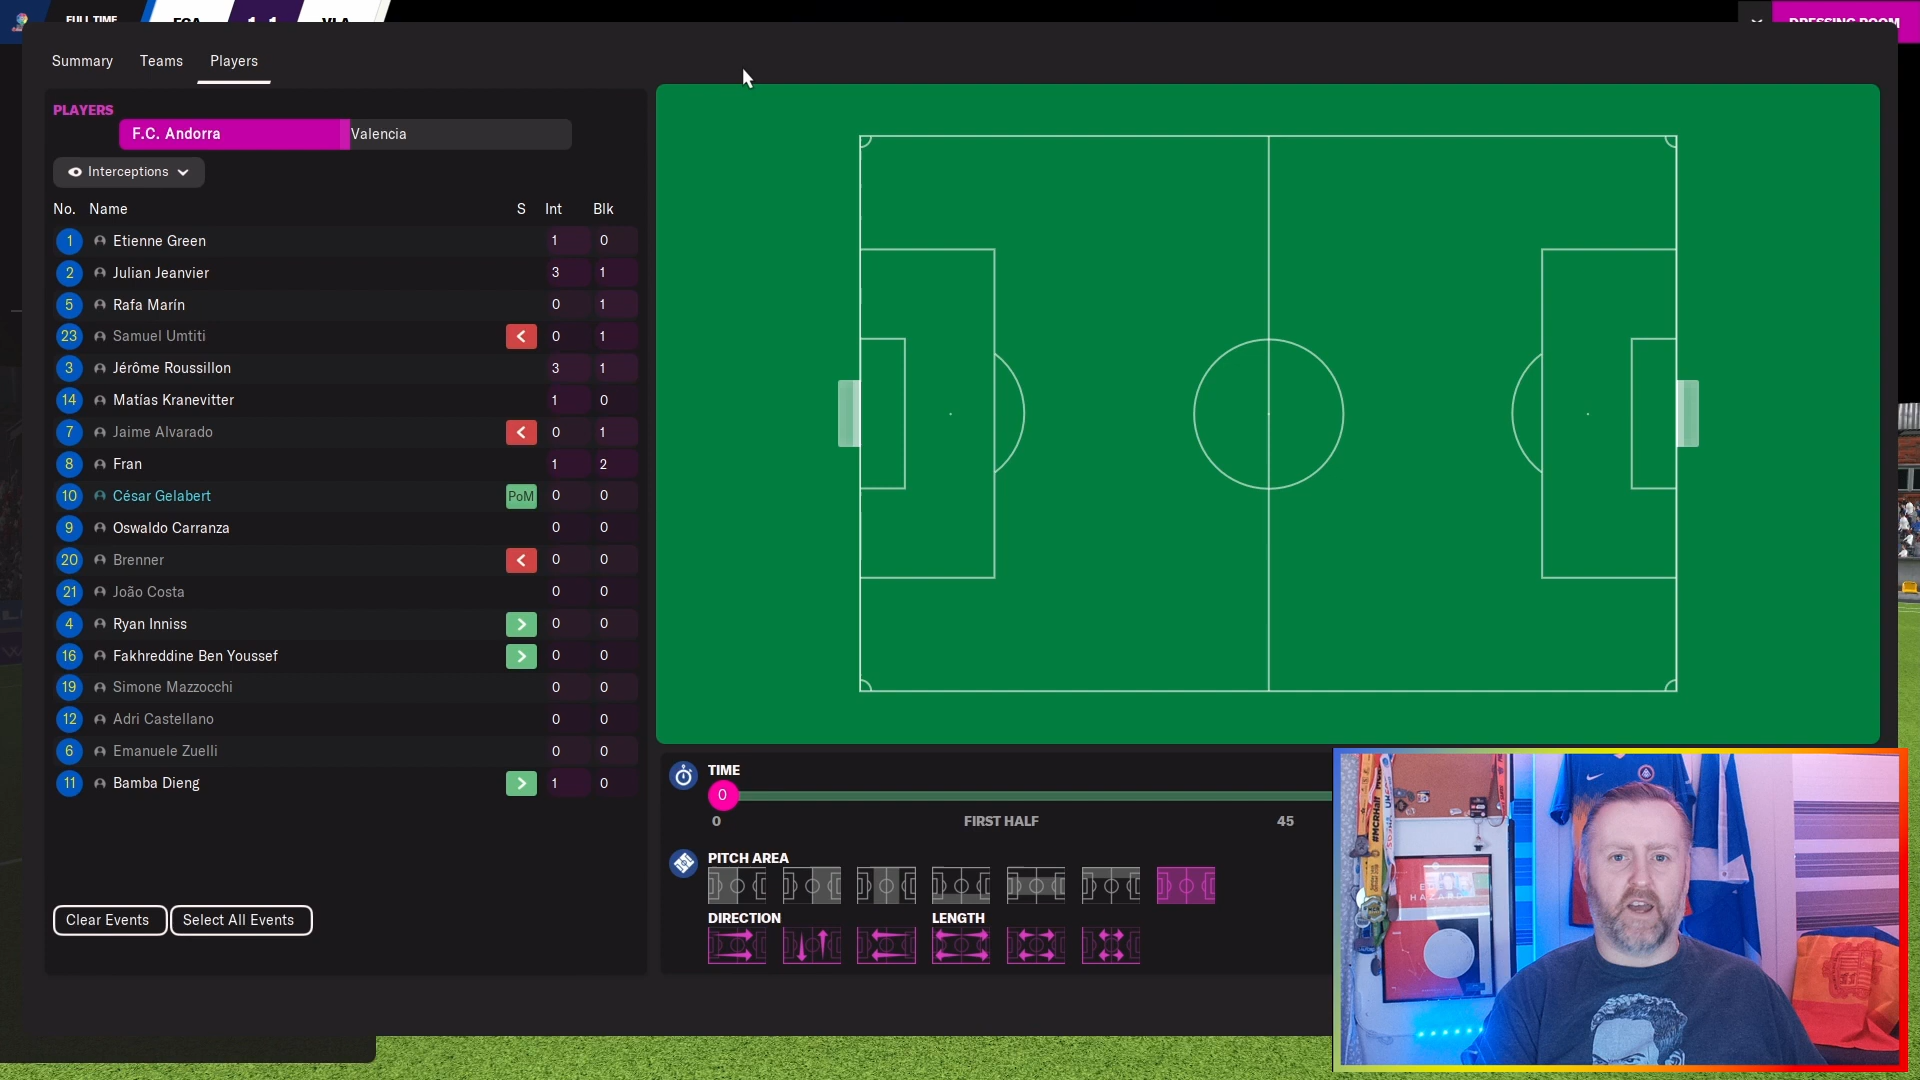 FULL TIME
FCA
1 - 1
VLA
DRESSING ROOM
Summary
Teams
Players
PLAYERS
F.C. Andorra
Valencia
Interceptions
No. Name S Int Blk
1 Etienne Green 1 0
2 Julian Jeanvier 3 1
5 Rafa Marín 0 1
23 Samuel Umtiti 0 1
3 Jérôme Roussillon 3 1
14 Matías Kranevitter 1 0
7 Jaime Alvarado 0 1
8 Fran 1 2
10 César Gelabert PoM 0 0
9 Oswaldo Carranza 0 0
20 Brenner 0 0
21 João Costa 0 0
4 Ryan Inniss 0 0
16 Fakhreddine Ben Youssef 0 0
19 Simone Mazzocchi 0 0
12 Adri Castellano 0 0
6 Emanuele Zuelli 0 0
11 Bamba Dieng 1 0
Clear Events
Select All Events
TIME
0
0
FIRST HALF
45
PITCH AREA
DIRECTION
LENGTH